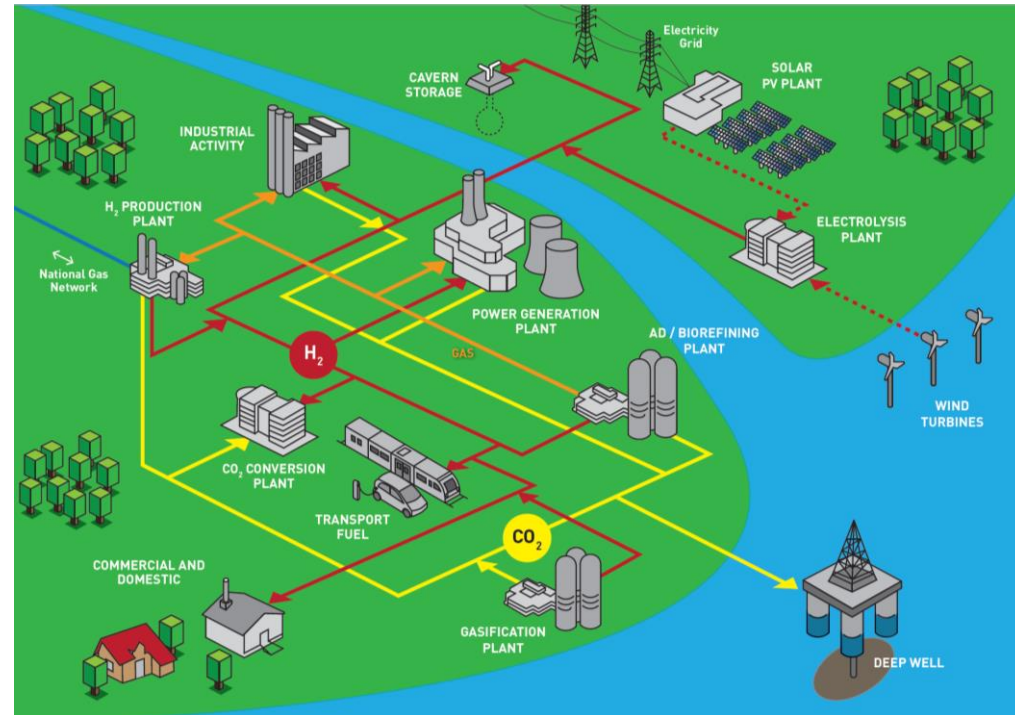 Electricity
Grid
SOLAR
PV PLANT
CAVERN
STORAGE
INDUSTRIAL
ACTIVITY
H₂ PRODUCTION
PLANT
ELECTROLYSIS
PLANT
National Gas
Network
POWER GENERATION
PLANT
AD / BIOREFINING
PLANT
H₂
GAS
WIND
TURBINES
CO₂ CONVERSION
PLANT
TRANSPORT
FUEL
CO₂
COMMERCIAL AND
DOMESTIC
GASIFICATION
PLANT
DEEP WELL